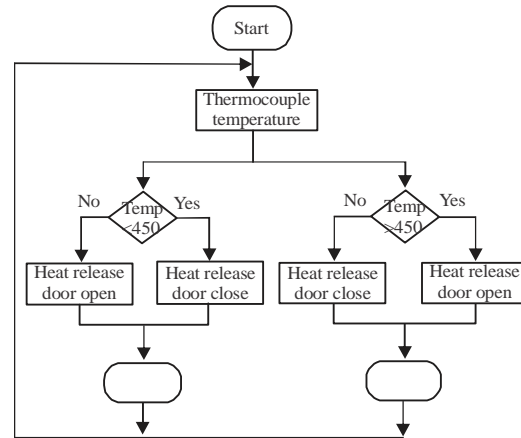 Start
Thermocouple
temperature
No
Temp
<450
Yes
No
Temp
>450
Yes
Heat release
door open
Heat release
door close
Heat release
door close
Heat release
door open